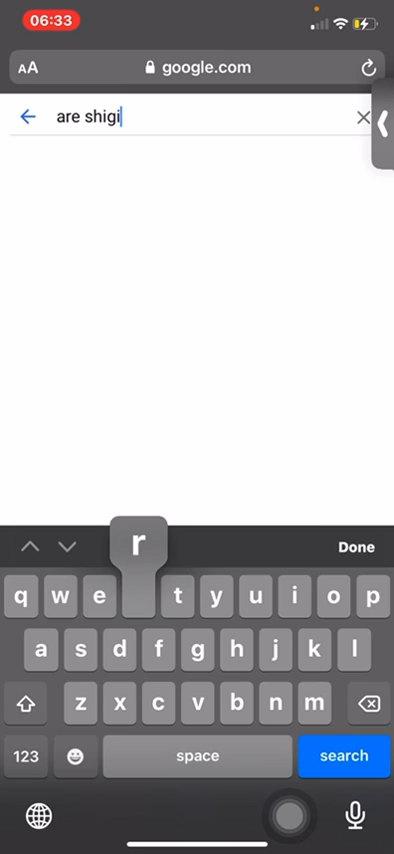 06:33
AA google.com
are shigi
r
Done
q w e t y u i o p
a s d f g h j k l
z x c v b n m
123 space search